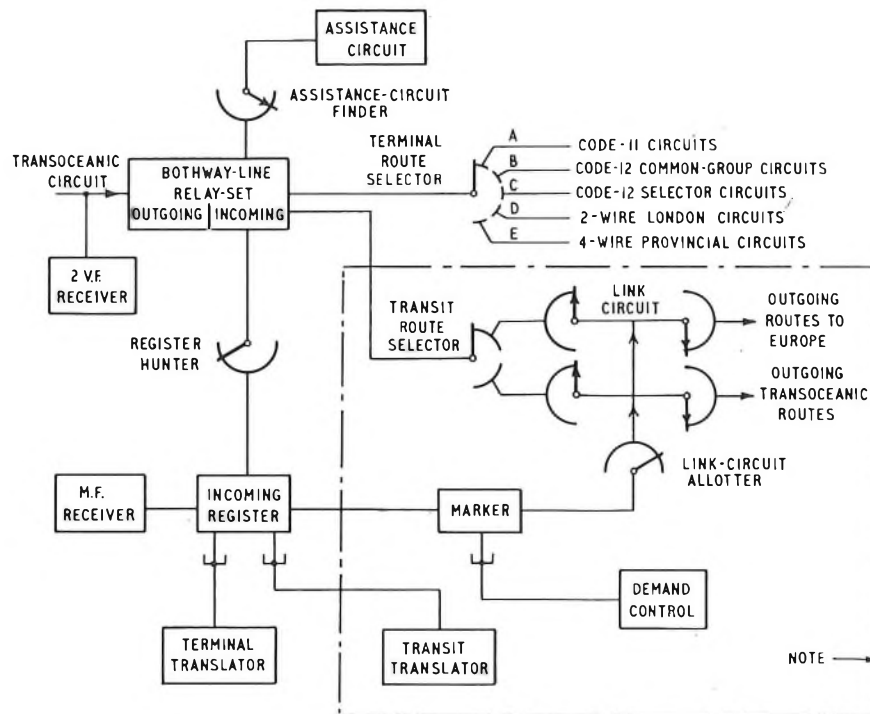 ASSISTANCE
CIRCUIT
ASSISTANCE-CIRCUIT
FINDER
TRANSOCEANIC
CIRCUIT
BOTHWAY-LINE
RELAY-SET
OUTGOING INCOMING
2 V.F.
RECEIVER
TERMINAL
ROUTE
SELECTOR
A CODE-11 CIRCUITS
B CODE-12 COMMON-GROUP CIRCUITS
C CODE-12 SELECTOR CIRCUITS
D 2-WIRE LONDON CIRCUITS
E 4-WIRE PROVINCIAL CIRCUITS
REGISTER
HUNTER
TRANSIT
ROUTE
SELECTOR
LINK
CIRCUIT
OUTGOING
ROUTES TO
EUROPE
OUTGOING
TRANSOCEANIC
ROUTES
LINK-CIRCUIT
ALLOTTER
M.F.
RECEIVER
INCOMING
REGISTER
MARKER
DEMAND
CONTROL
TERMINAL
TRANSLATOR
TRANSIT
TRANSLATOR
NOTE